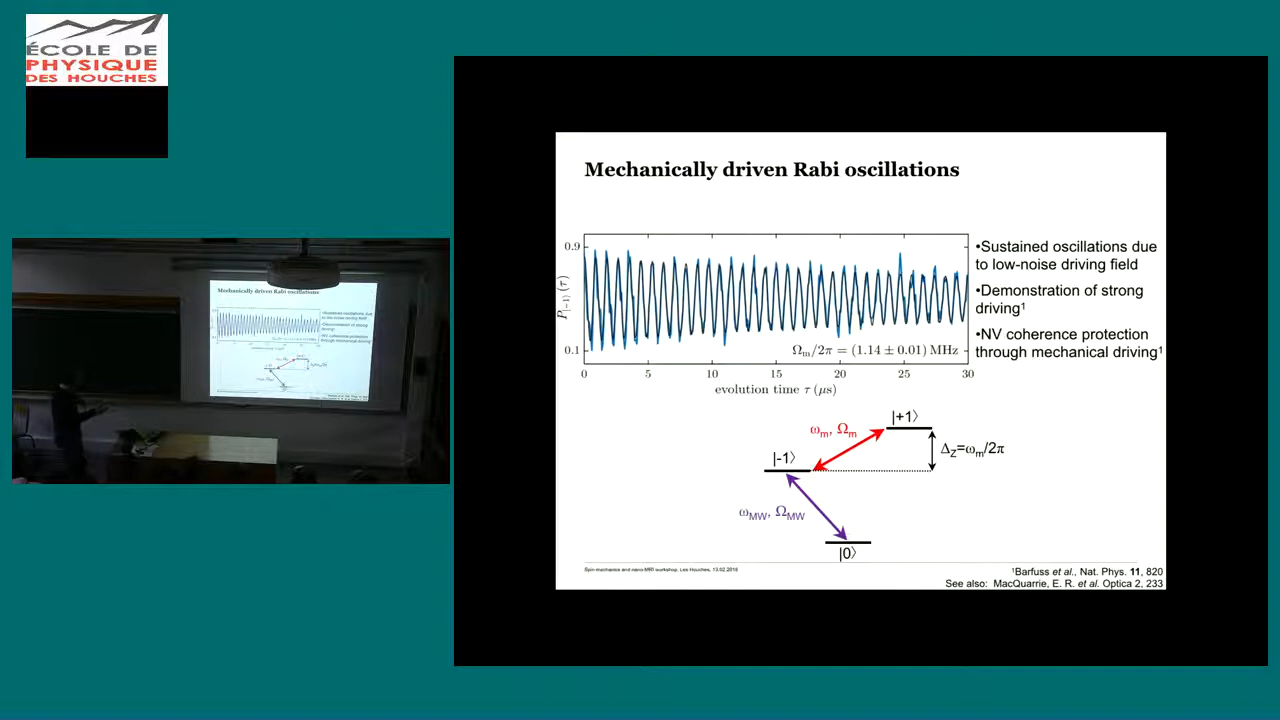 ÉCOLE DE
PHYSIQUE
DES HOUCHES
Mechanically driven Rabi oscillations
0.9
0.1
P|-1⟩ (τ)
Ωm/2π = (1.14 ± 0.01) MHz
0 5 10 15 20 25 30
evolution time τ (μs)
•Sustained oscillations due
to low-noise driving field
•Demonstration of strong
driving¹
•NV coherence protection
through mechanical driving¹
|+1⟩
ωm, Ωm
|-1⟩
ΔZ=ωm/2π
ωMW, ΩMW
|0⟩
Spin-mechanics and nano-MRI workshop, Les Houches, 13.02.2018
¹Barfuss et al., Nat. Phys. 11, 820
See also: MacQuarrie, E. R. et al. Optica 2, 233
Mechanically driven Rabi oscillations